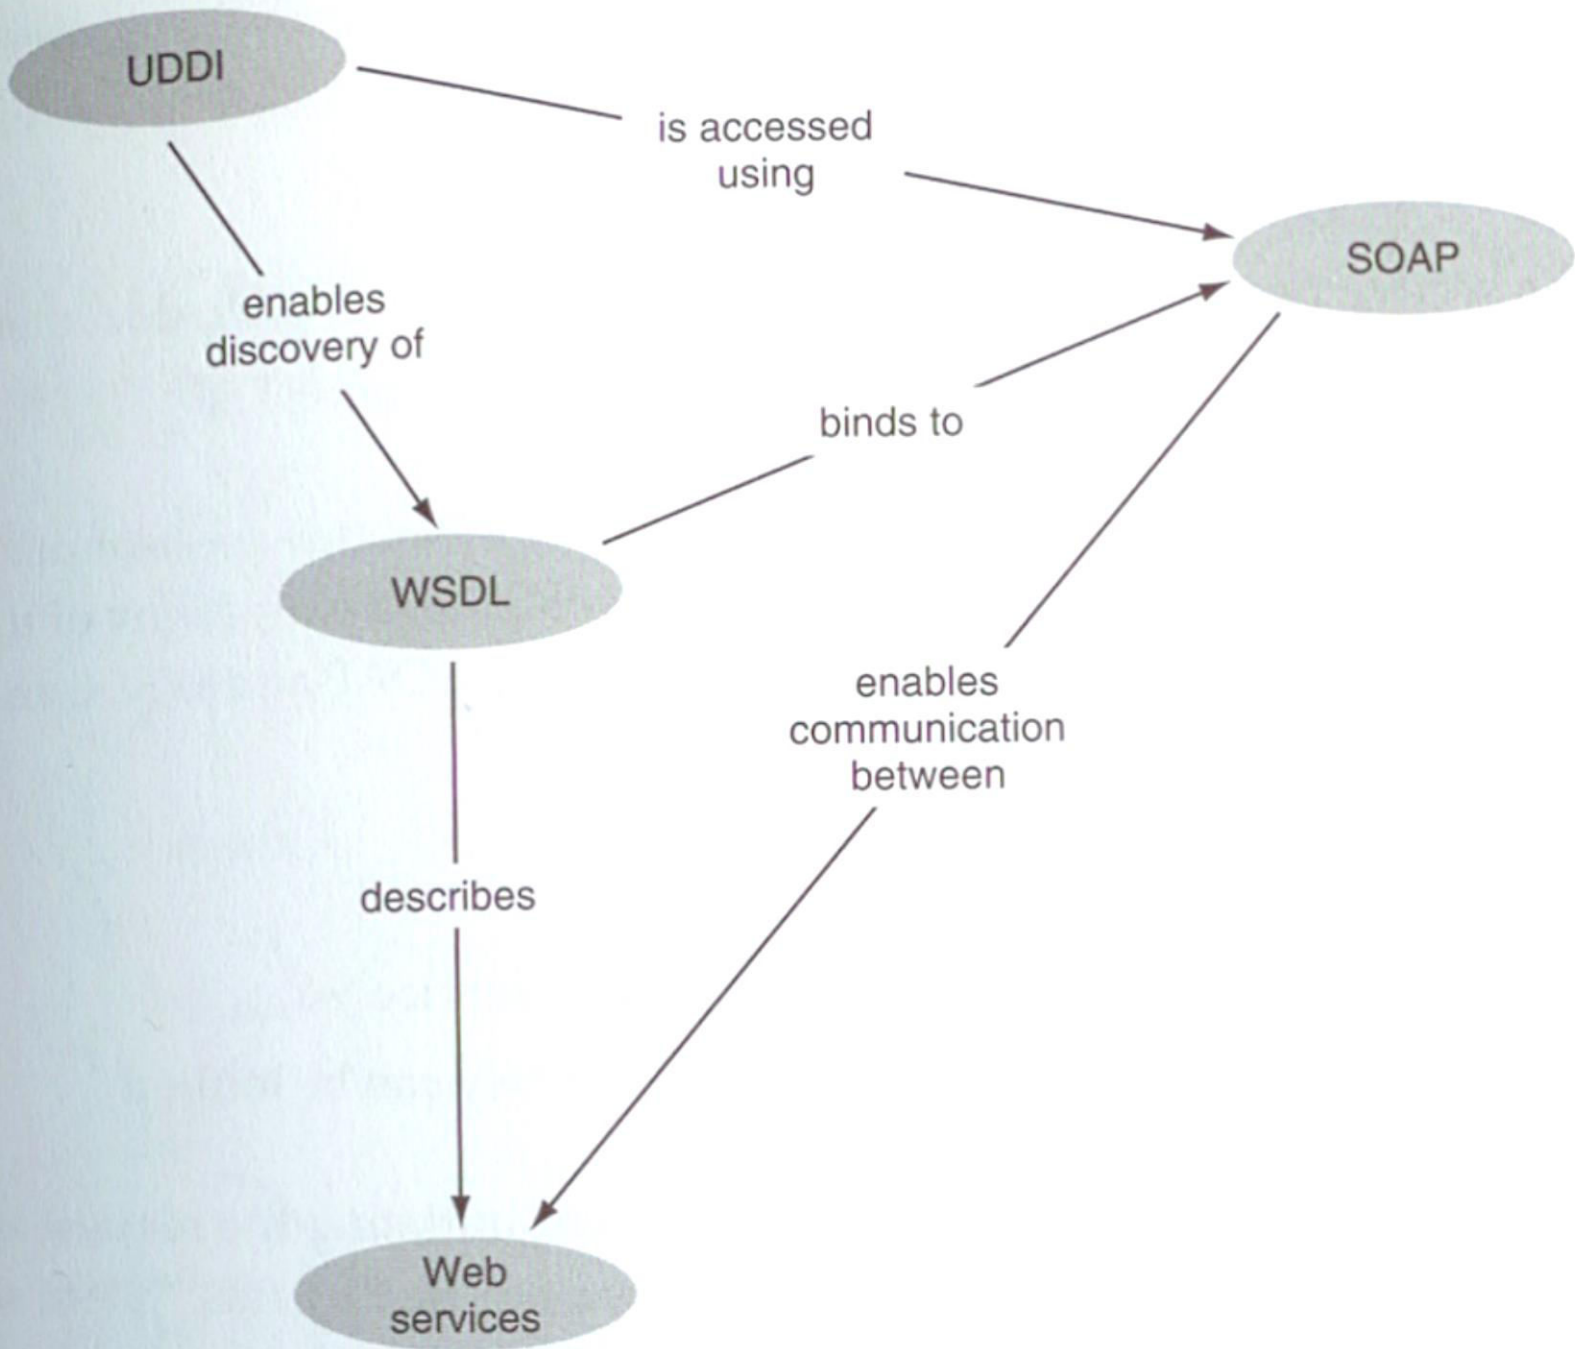 UDDI
is accessed
using
SOAP
enables
discovery of
binds to
WSDL
enables
communication
between
describes
Web
services